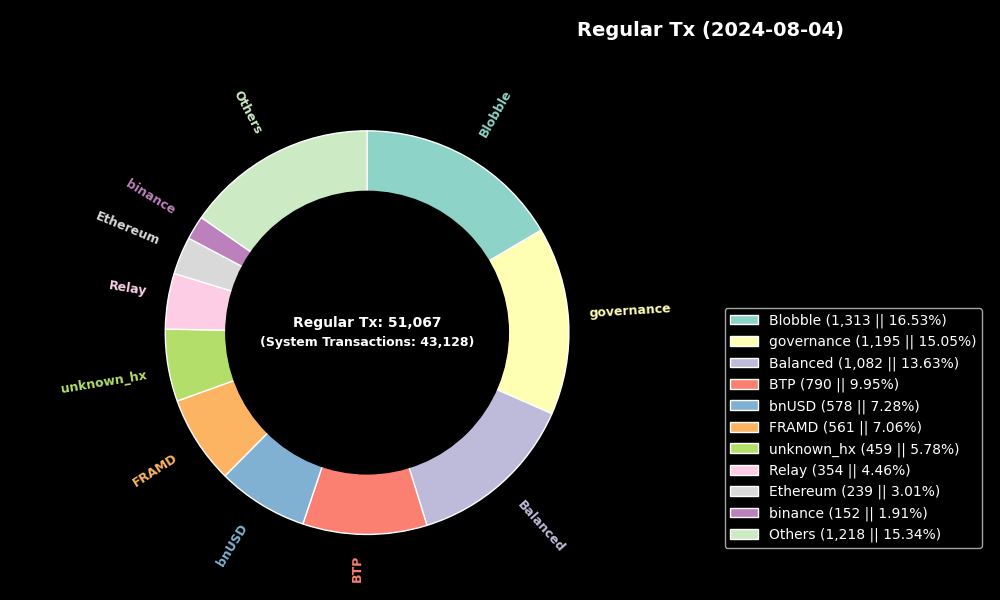 Regular Tx (2024-08-04)
Others
Blobble
binance
Ethereum
Relay
governance
unknown_hx
FRAMD
bnUSD
BTP
Balanced
Regular Tx: 51,067
(System Transactions: 43,128)
Blobble (1,313 || 16.53%)
governance (1,195 || 15.05%)
Balanced (1,082 || 13.63%)
BTP (790 || 9.95%)
bnUSD (578 || 7.28%)
FRAMD (561 || 7.06%)
unknown_hx (459 || 5.78%)
Relay (354 || 4.46%)
Ethereum (239 || 3.01%)
binance (152 || 1.91%)
Others (1,218 || 15.34%)